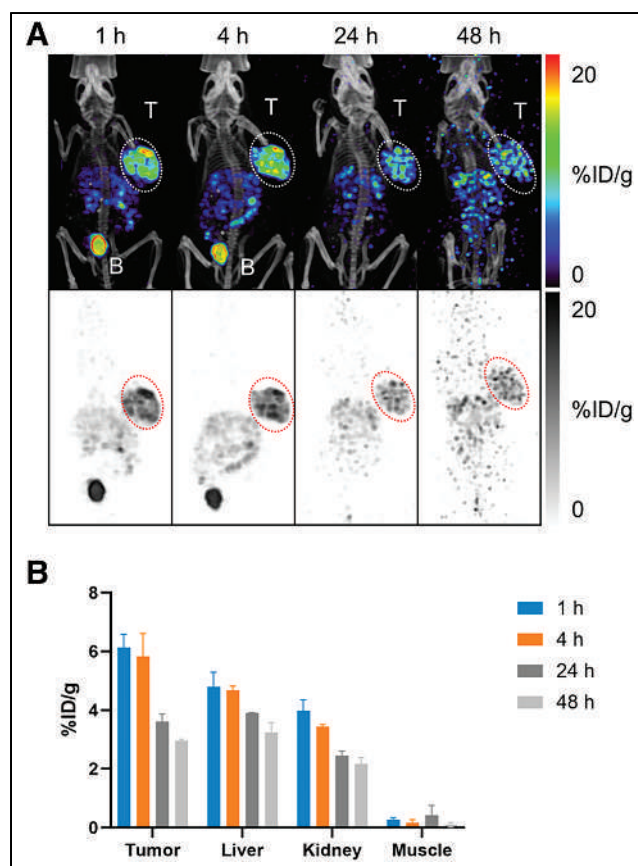 A
1 h 4 h 24 h 48 h
T T T T
B B
20
%ID/g
0
20
%ID/g
0
B
8
6
4
2
0
%ID/g
Tumor Liver Kidney Muscle
1 h
4 h
24 h
48 h